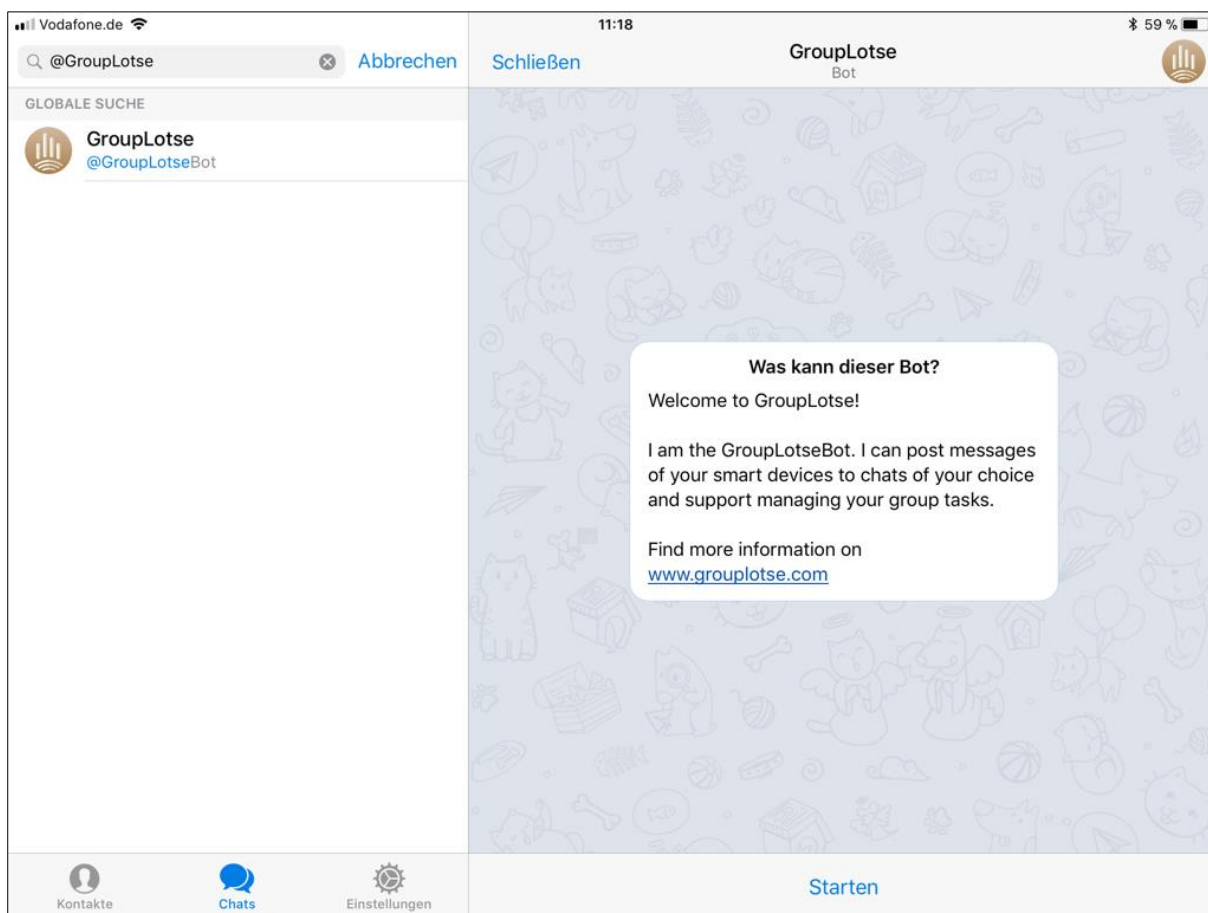 Vodafone.de
11:18
59 %
@GroupLotse
Abbrechen
GLOBALE SUCHE
GroupLotse
@GroupLotseBot
Kontakte
Chats
Einstellungen
Schließen
GroupLotse
Bot
Was kann dieser Bot?
Welcome to GroupLotse!
I am the GroupLotseBot. I can post messages
of your smart devices to chats of your choice
and support managing your group tasks.
Find more information on
www.grouplotse.com
Starten